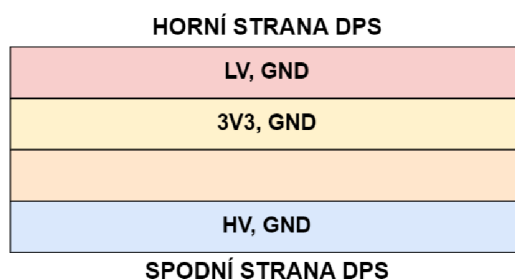 HORNÍ STRANA DPS
LV, GND
3V3, GND
HV, GND
SPODNÍ STRANA DPS